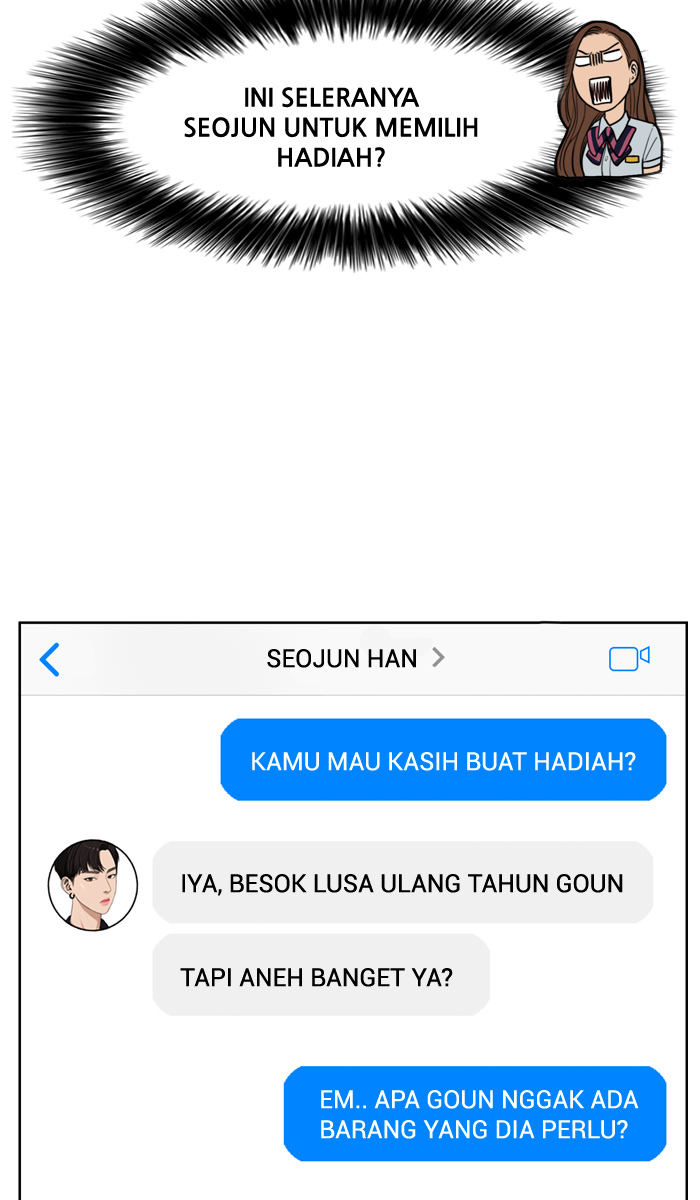 INI SELERANYA
SEOJUN UNTUK MEMILIH
HADIAH?
SEOJUN HAN
KAMU MAU KASIH BUAT HADIAH?
IYA, BESOK LUSA ULANG TAHUN GOUN
TAPI ANEH BANGET YA?
EM.. APA GOUN NGGAK ADA
BARANG YANG DIA PERLU?